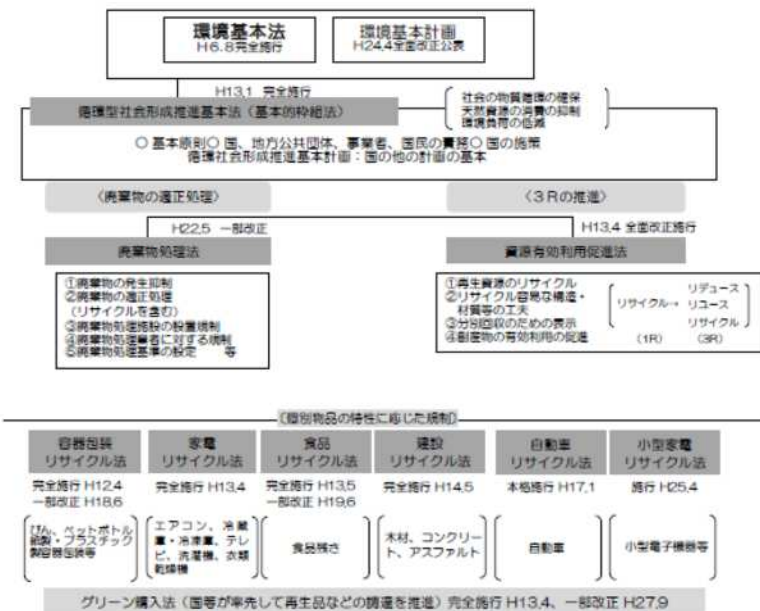 環境基本法
H6.8完全施行
環境基本計画
H24.4全面改正公表
H13.1 完全施行
循環型社会形成推進基本法（基本的枠組法）
社会の物質循環の確保
天然資源の消費の抑制
環境負荷の低減
○ 基本原則○ 国、地方公共団体、事業者、国民の責務○ 国の施策
循環社会形成推進基本計画：国の他の計画の基本
〈廃棄物の適正処理〉
〈３Ｒの推進〉
H22.5 一部改正
H13.4 全面改正施行
廃棄物処理法
①廃棄物の発生抑制
②廃棄物の適正処理
（リサイクルを含む）
③廃棄物処理施設の設置規制
④廃棄物処理業者に対する規制
⑤廃棄物処理基準の設定　等
資源有効利用促進法
①再生資源のリサイクル
②リサイクル容易な構造・
材質等の工夫
③分別回収のための表示
④副産物の有効利用の促進
リサイクル→
リデュース
リユース
リサイクル
（1R）　（3R）
［個別物品の特性に応じた規制］
容器包装
リサイクル法
完全施行 H12.4
一部改正 H18.6
びん、ペットボトル
紙製・プラスチック
製容器包装等
家電
リサイクル法
完全施行 H13.4
エアコン、冷蔵
庫・冷凍庫、テレ
ビ、洗濯機、衣類
乾燥機
食品
リサイクル法
完全施行 H13.5
一部改正 H19.6
食品残さ
建設
リサイクル法
完全施行 H14.5
木材、コンクリー
ト、アスファルト
自動車
リサイクル法
本格施行 H17.1
自動車
小型家電
リサイクル法
施行 H25.4
小型電子機器等
グリーン購入法（国等が率先して再生品などの調達を推進）完全施行 H13.4、一部改正 H27.9